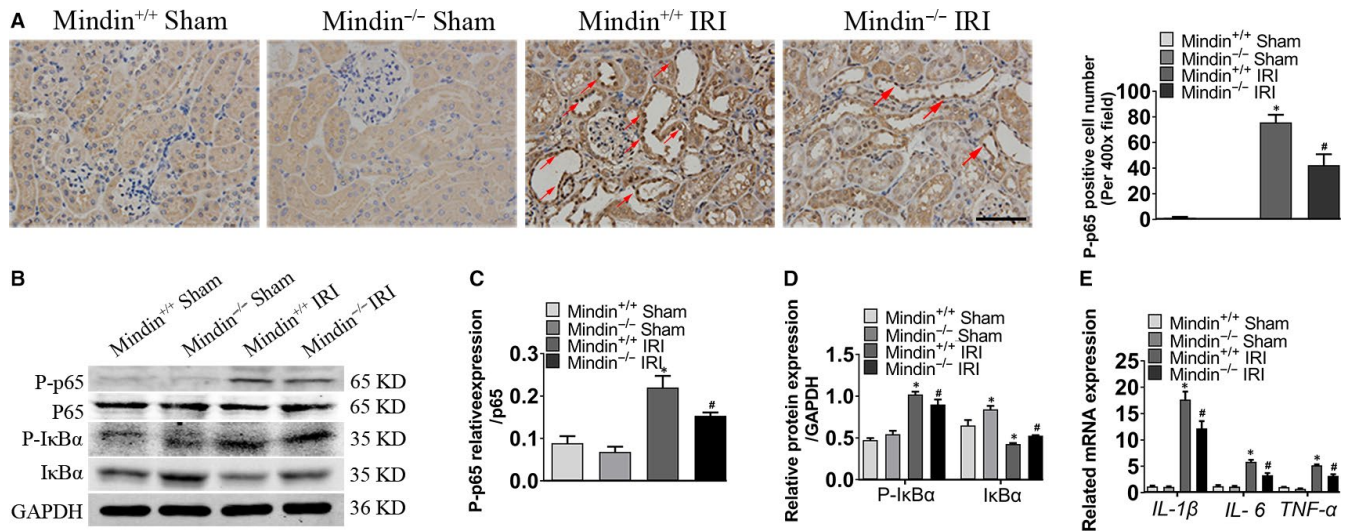 A
Mindin+/+ Sham
Mindin−/− Sham
Mindin+/+ IRI
Mindin−/− IRI
Mindin+/+ Sham
Mindin−/− Sham
Mindin+/+ IRI
Mindin−/− IRI
P-p65 positive cell number
(Per 400x field)
100
80
60
40
20
0
*
#
B
Mindin+/+ Sham
Mindin−/− Sham
Mindin+/+ IRI
Mindin−/− IRI
P-p65 65 KD
P65 65 KD
P-IκBα 35 KD
IκBα 35 KD
GAPDH 36 KD
C
Mindin+/+ Sham
Mindin−/− Sham
Mindin+/+ IRI
Mindin−/− IRI
P-p65 relativeexpression
/p65
0.3
0.2
0.1
0.0
*
#
D
Mindin+/+ Sham
Mindin−/− Sham
Mindin+/+ IRI
Mindin−/− IRI
Relative protein expression
/GAPDH
1.5
1.0
0.5
0.0
* # * * #
P-IκBα IκBα
E
Mindin+/+ Sham
Mindin−/− Sham
Mindin+/+ IRI
Mindin−/− IRI
Related mRNA expression
25
20
15
10
5
0
* # * # * #
IL-1β IL- 6 TNF-α